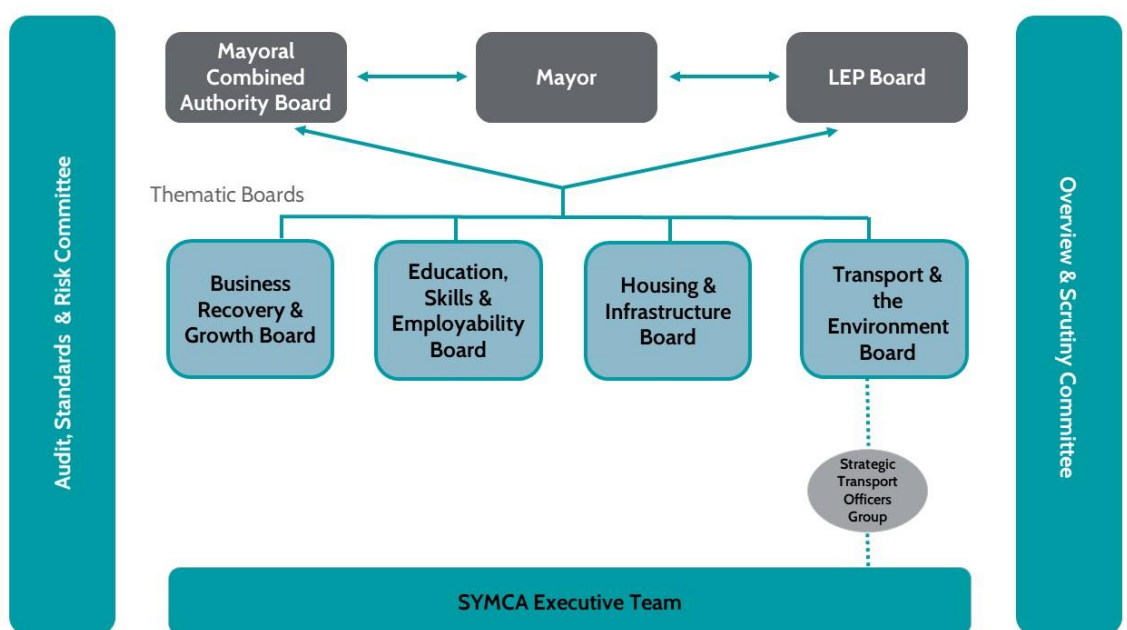 Audit, Standards & Risk Committee
Mayoral
Combined
Authority Board
Mayor
LEP Board
Thematic Boards
Business
Recovery &
Growth Board
Education,
Skills &
Employability
Board
Housing &
Infrastructure
Board
Transport &
the
Environment
Board
Strategic
Transport
Officers
Group
SYMCA Executive Team
Overview & Scrutiny Committee